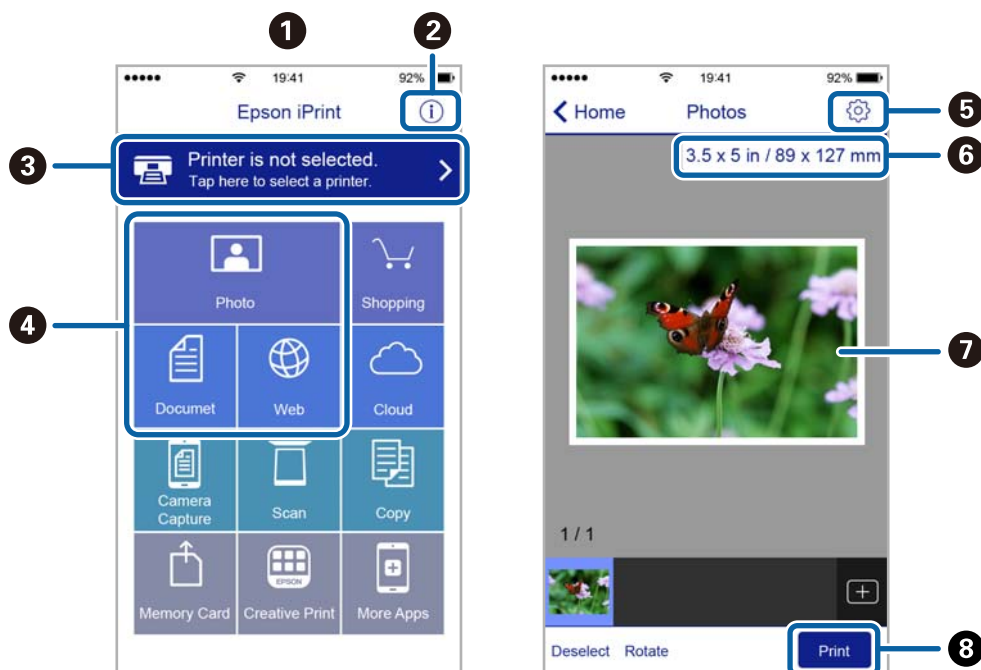 1
2
19:41
92%
Epson iPrint
i
3
Printer is not selected.
Tap here to select a printer.
4
Photo
Shopping
Documet
Web
Cloud
Camera
Capture
Scan
Copy
EPSON
Memory Card
Creative Print
More Apps
19:41
92%
Home
Photos
5
3.5 x 5 in / 89 x 127 mm
6
7
1 / 1
Deselect
Rotate
Print
8